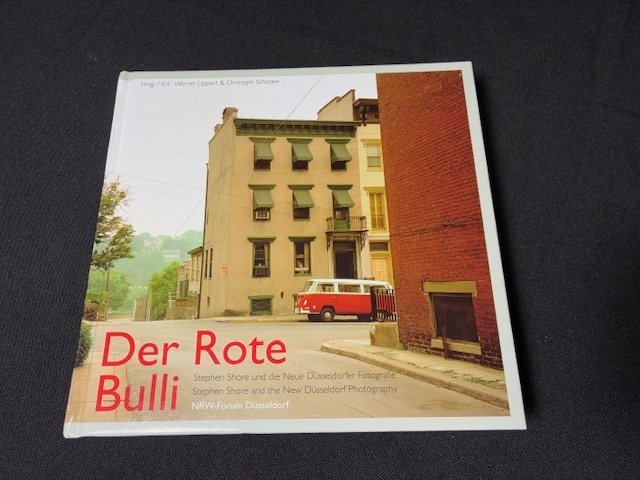 Hrsg. / Ed. Werner Lippert & Christoph Schaden
Der Rote
Bulli
Stephen Shore und die Neue Düsseldorfer Fotografie
Stephen Shore and the New Düsseldorf Photography
NRW-Forum Düsseldorf